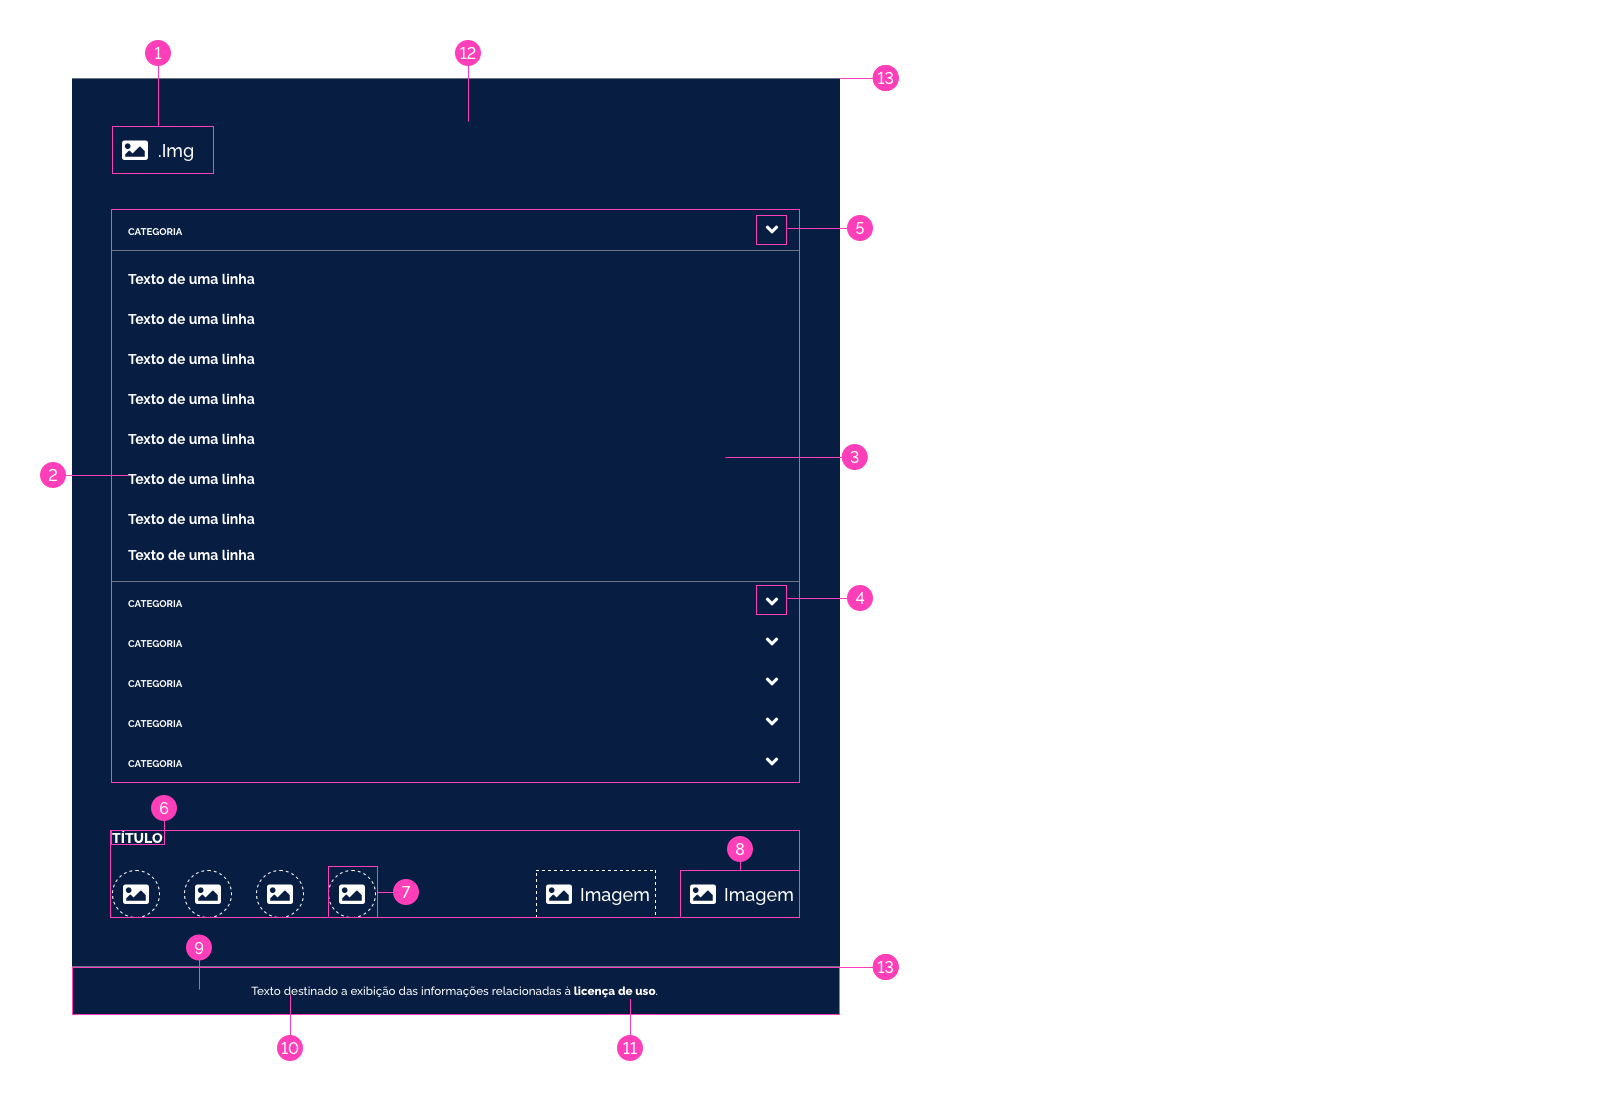 1
12
13
.Img
CATEGORIA
5
Texto de uma linha
Texto de uma linha
Texto de uma linha
Texto de uma linha
Texto de uma linha
3
2
Texto de uma linha
Texto de uma linha
Texto de uma linha
CATEGORIA
4
CATEGORIA
CATEGORIA
CATEGORIA
CATEGORIA
6
TÍTULO
8
7
Imagem
Imagem
9
13
Texto destinado a exibição das informações relacionadas à licença de uso.
10
11